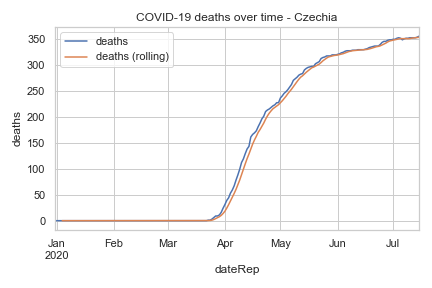 COVID-19 deaths over time - Czechia
deaths
deaths (rolling)
deaths
350
300
250
200
150
100
50
0
Jan Feb Mar Apr May Jun Jul
2020
dateRep